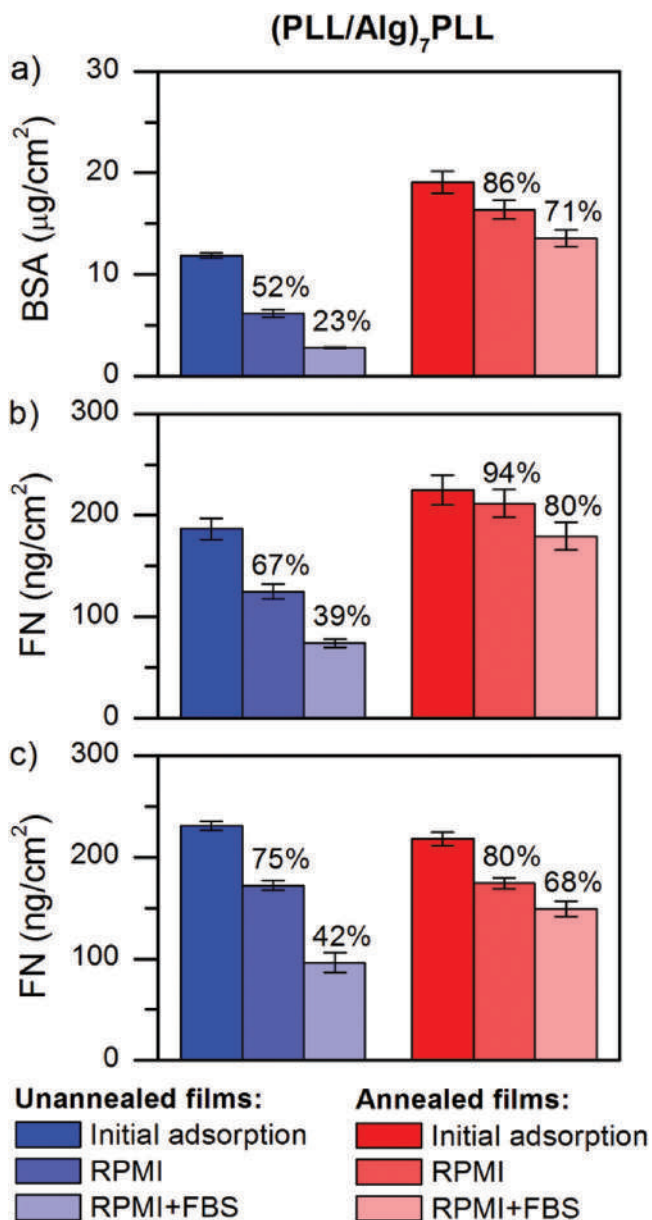 (PLL/Alg)₇PLL
a)
30
20
10
0
BSA (μg/cm²)
52%
23%
86%
71%
b)
300
200
100
0
FN (ng/cm²)
67%
39%
94%
80%
c)
300
200
100
0
FN (ng/cm²)
75%
42%
80%
68%
Unannealed films:
Initial adsorption
RPMI
RPMI+FBS
Annealed films:
Initial adsorption
RPMI
RPMI+FBS